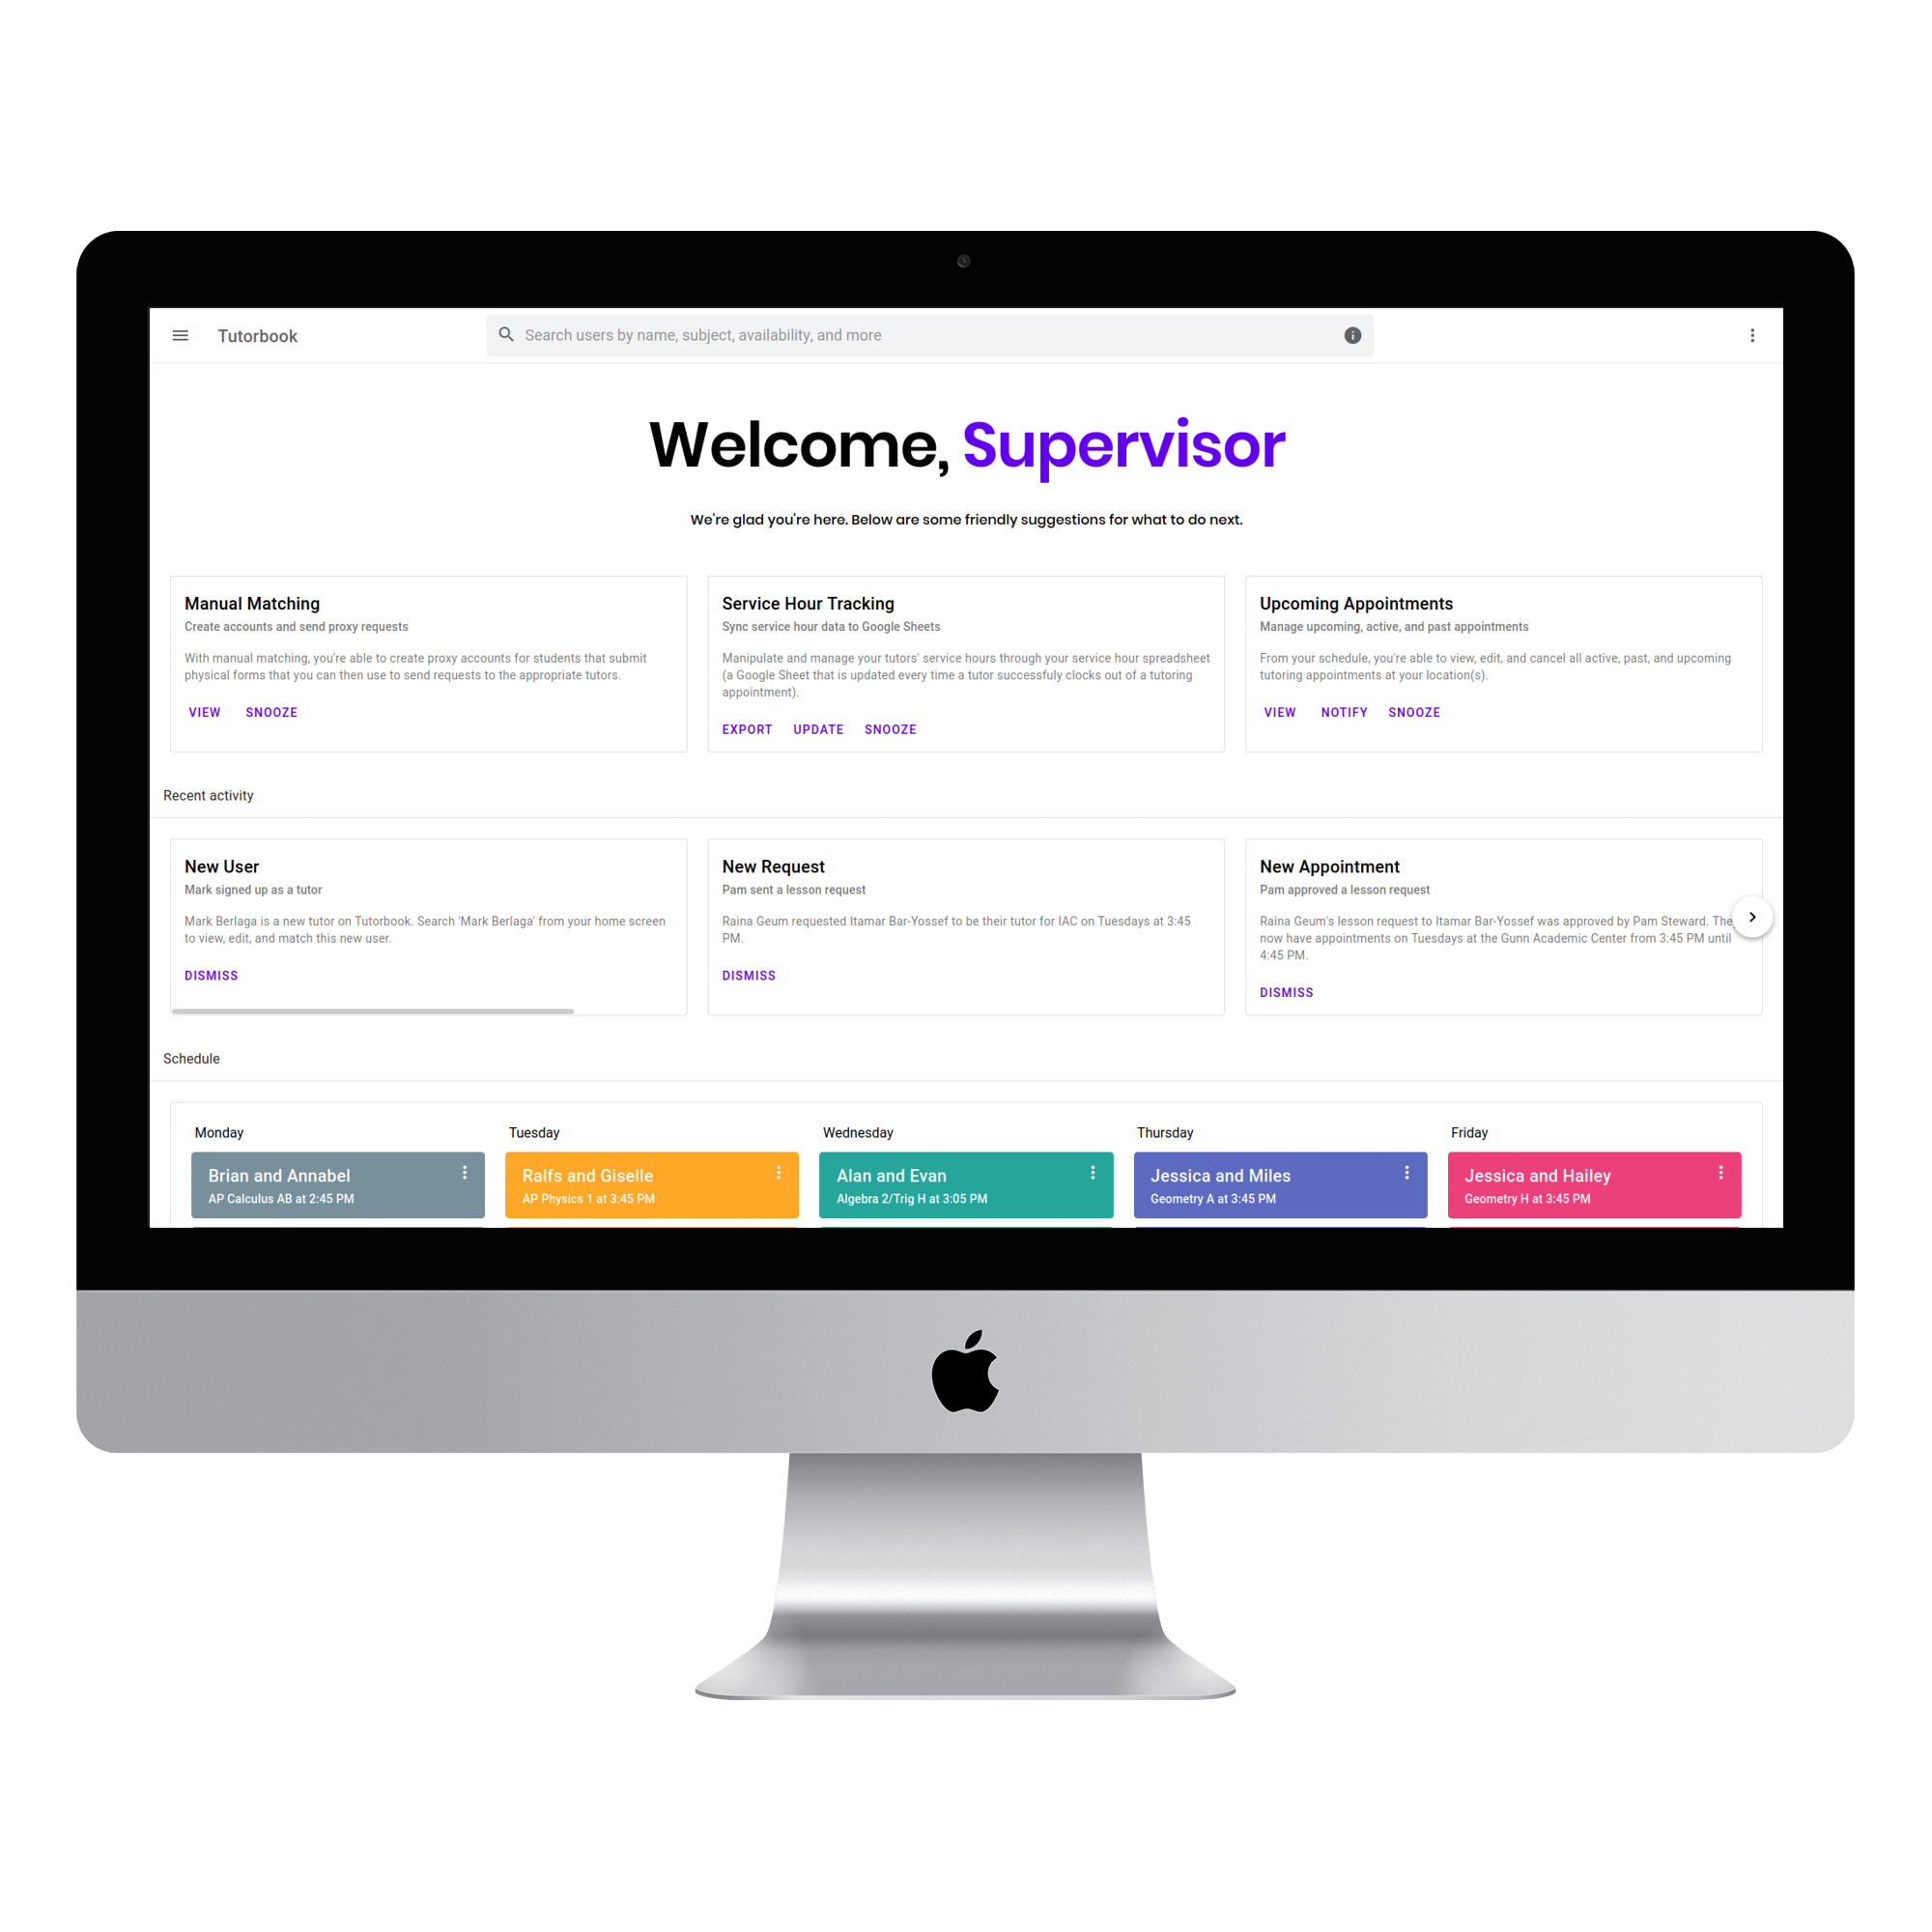 Tutorbook
Search users by name, subject, availability, and more
Welcome, Supervisor
We're glad you're here. Below are some friendly suggestions for what to do next.
Manual Matching
Create accounts and send proxy requests
With manual matching, you're able to create proxy accounts for students that submit
physical forms that you can then use to send requests to the appropriate tutors.
VIEW SNOOZE
Service Hour Tracking
Sync service hour data to Google Sheets
Manipulate and manage your tutors' service hours through your service hour spreadsheet
(a Google Sheet that is updated every time a tutor successfully clocks out of a tutoring
appointment).
EXPORT UPDATE SNOOZE
Upcoming Appointments
Manage upcoming, active, and past appointments
From your schedule, you're able to view, edit, and cancel all active, past, and upcoming
tutoring appointments at your location(s).
VIEW NOTIFY SNOOZE
Recent activity
New User
Mark signed up as a tutor
Mark Berlaga is a new tutor on Tutorbook. Search 'Mark Berlaga' from your home screen
to view, edit, and match this new user.
DISMISS
New Request
Pam sent a lesson request
Raina Geum requested Itamar Bar-Yossef to be their tutor for IAC on Tuesdays at 3:45
PM.
DISMISS
New Appointment
Pam approved a lesson request
Raina Geum's lesson request to Itamar Bar-Yossef was approved by Pam Steward.
now have appointments on Tuesdays at the Gunn Academic Center from 3:45 PM until
4:45 PM.
DISMISS
Schedule
Monday
Brian and Annabel
AP Calculus AB at 2:45 PM
Tuesday
Ralfs and Giselle
AP Physics 1 at 3:45 PM
Wednesday
Alan and Evan
Algebra 2/Trig H at 3:05 PM
Thursday
Jessica and Miles
Geometry A at 3:45 PM
Friday
Jessica and Hailey
Geometry H at 3:45 PM